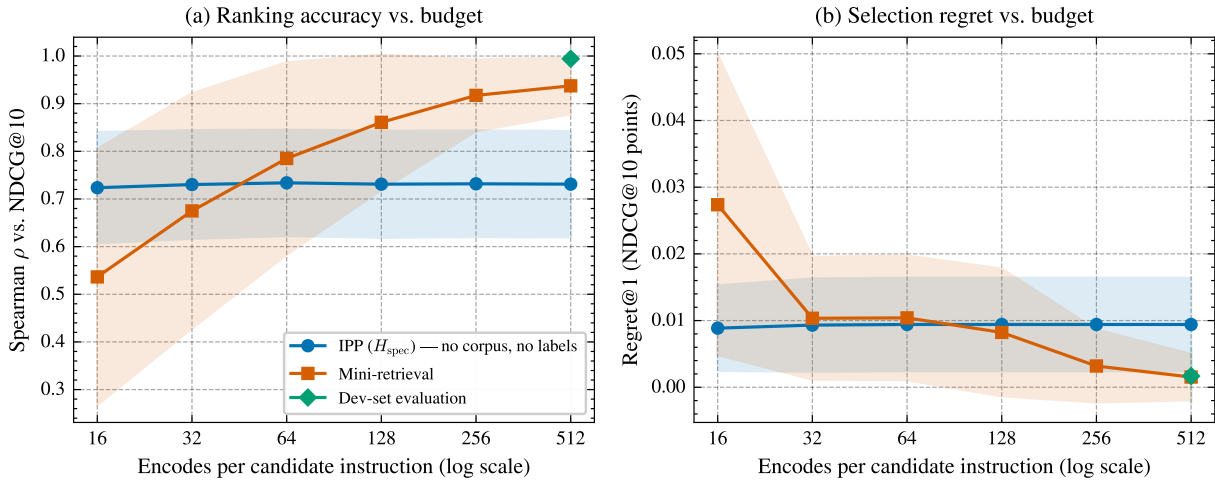 (a) Ranking accuracy vs. budget
1.0
0.9
0.8
0.7
0.6
0.5
0.4
0.3
Spearman ρ vs. NDCG@10
IPP (H_spec) — no corpus, no labels
Mini-retrieval
Dev-set evaluation
16 32 64 128 256 512
Encodes per candidate instruction (log scale)
(b) Selection regret vs. budget
0.05
0.04
0.03
0.02
0.01
0.00
Regret@1 (NDCG@10 points)
16 32 64 128 256 512
Encodes per candidate instruction (log scale)